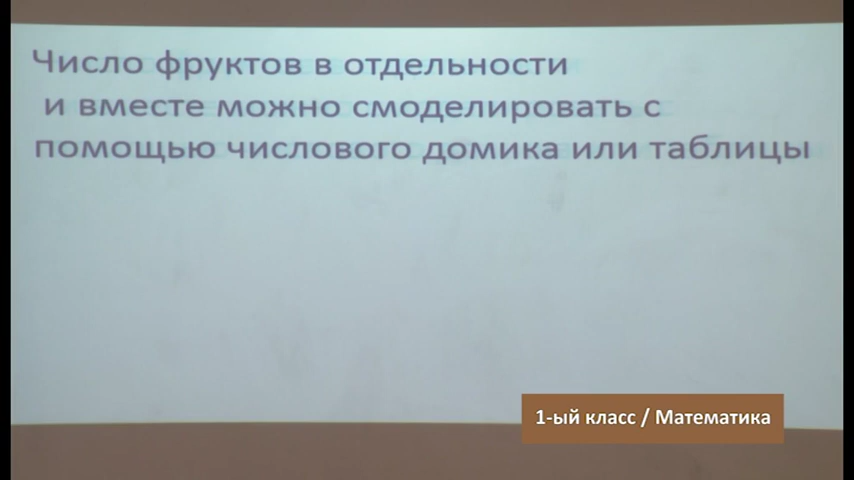 Число фруктов в отдельности
и вместе можно смоделировать с
помощью числового домика или таблицы
1-ый класс / Математика